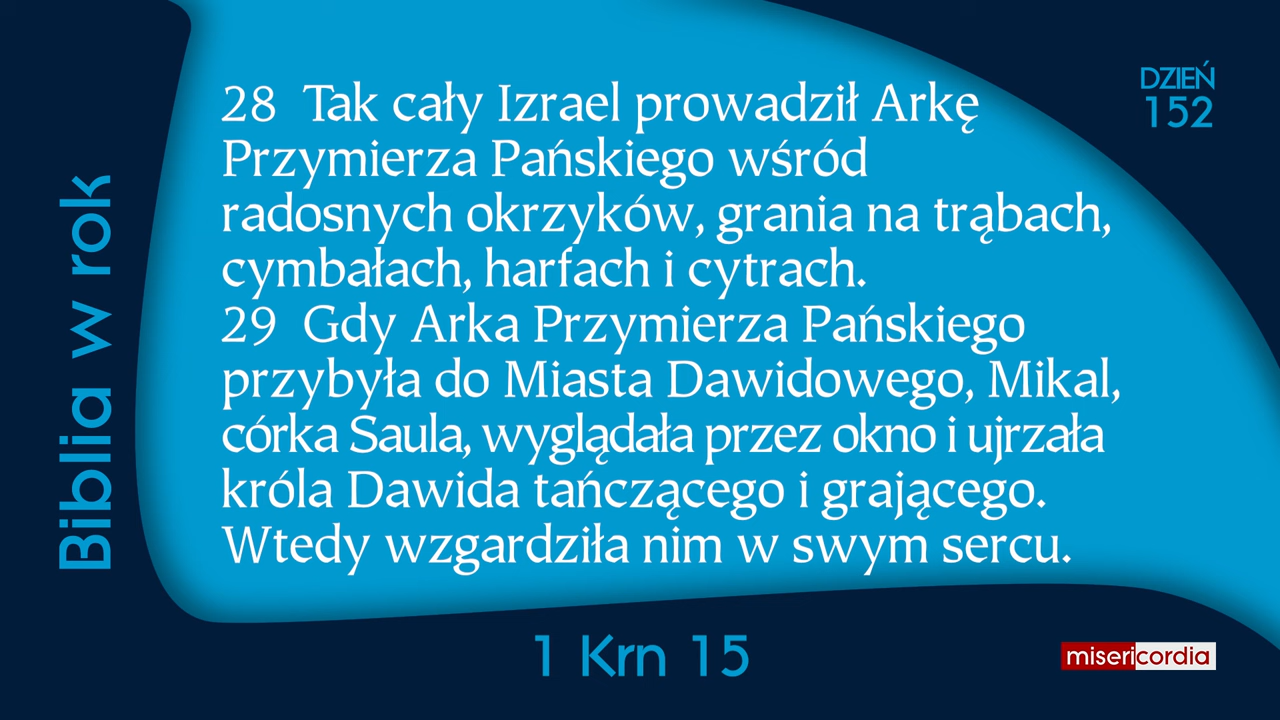 DZIEŃ
152
28 Tak cały Izrael prowadził Arkę
Przymierza Pańskiego wśród
radosnych okrzyków, grania na trąbach,
cymbałach, harfach i cytrach.
29 Gdy Arka Przymierza Pańskiego
przybyła do Miasta Dawidowego, Mikal,
córka Saula, wyglądała przez okno i ujrzała
króla Dawida tańczącego i grającego.
Wtedy wzgardziła nim w swym sercu.
Biblia w rok
1 Krn 15
misericordia